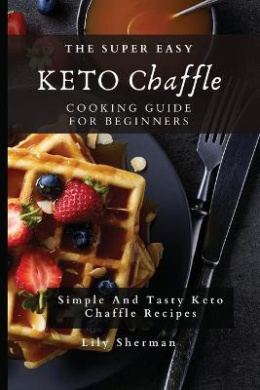 THE SUPER EASY
KETO Chaffle
COOKING GUIDE
FOR BEGINNERS
Simple And Tasty Keto
Chaffle Recipes
Lily Sherman